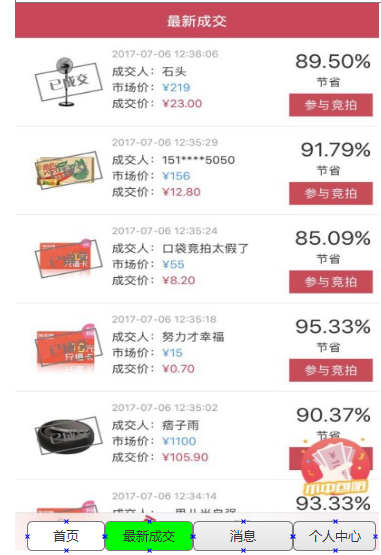 最新成交
2017-07-06 12:36:06
成交人：石头
市场价：¥219
成交价：¥23.00
已成交
89.50%
节省
参与竞拍
2017-07-06 12:35:29
成交人：151****5050
市场价：¥156
成交价：¥12.80
91.79%
节省
参与竞拍
2017-07-06 12:35:24
成交人：口袋竞拍太假了
市场价：¥55
成交价：¥8.20
85.09%
节省
参与竞拍
2017-07-06 12:35:18
成交人：努力才幸福
市场价：¥15
成交价：¥0.70
95.33%
节省
参与竞拍
2017-07-06 12:35:02
成交人：痞子雨
市场价：¥1100
成交价：¥105.90
90.37%
节省
2017-07-06 12:34:14
93.33%
首页
最新成交
消息
个人中心